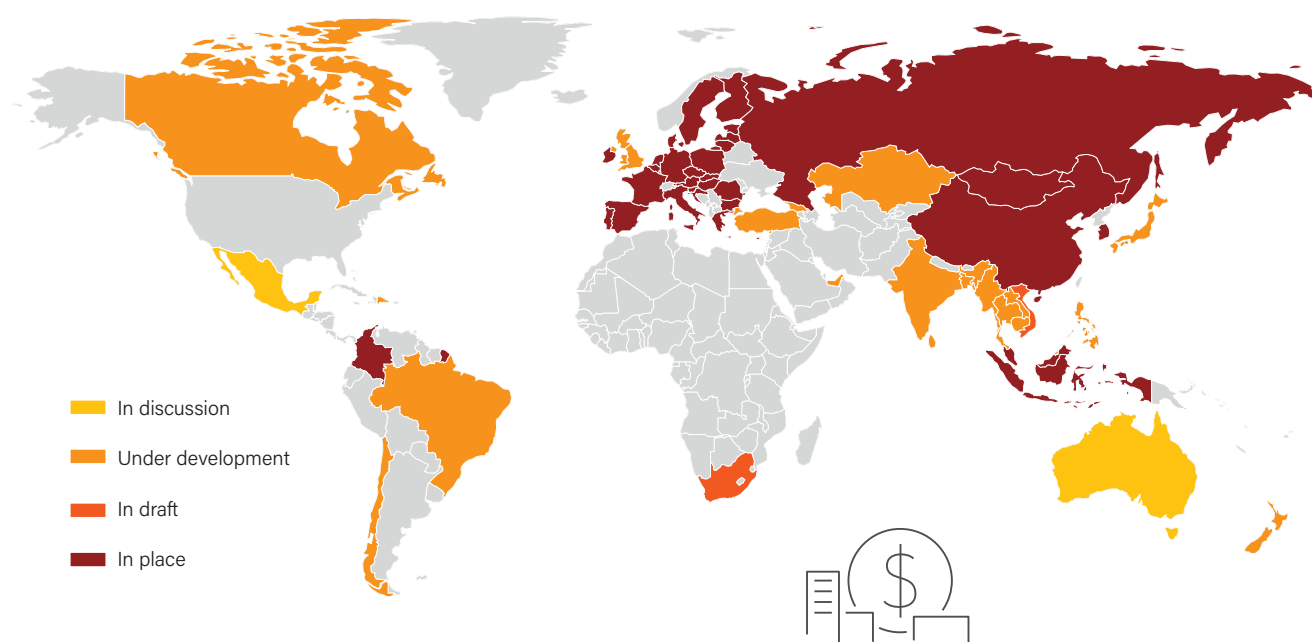 In discussion
Under development
In draft
In place
$